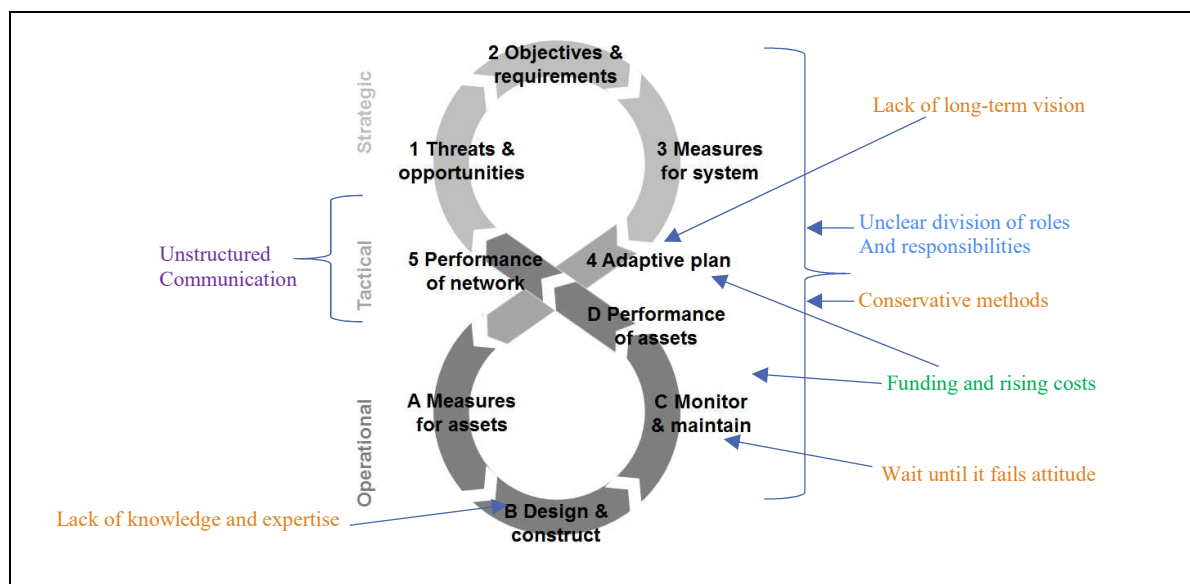 2 Objectives &
requirements
Strategic
Lack of long-term vision
1 Threats &
opportunities
3 Measures
for system
Unclear division of roles
And responsibilities
Unstructured
Communication
Tactical
5 Performance
of network
4 Adaptive plan
Conservative methods
D Performance
of assets
Funding and rising costs
A Measures
for assets
C Monitor
& maintain
Operational
Wait until it fails attitude
Lack of knowledge and expertise
B Design &
construct